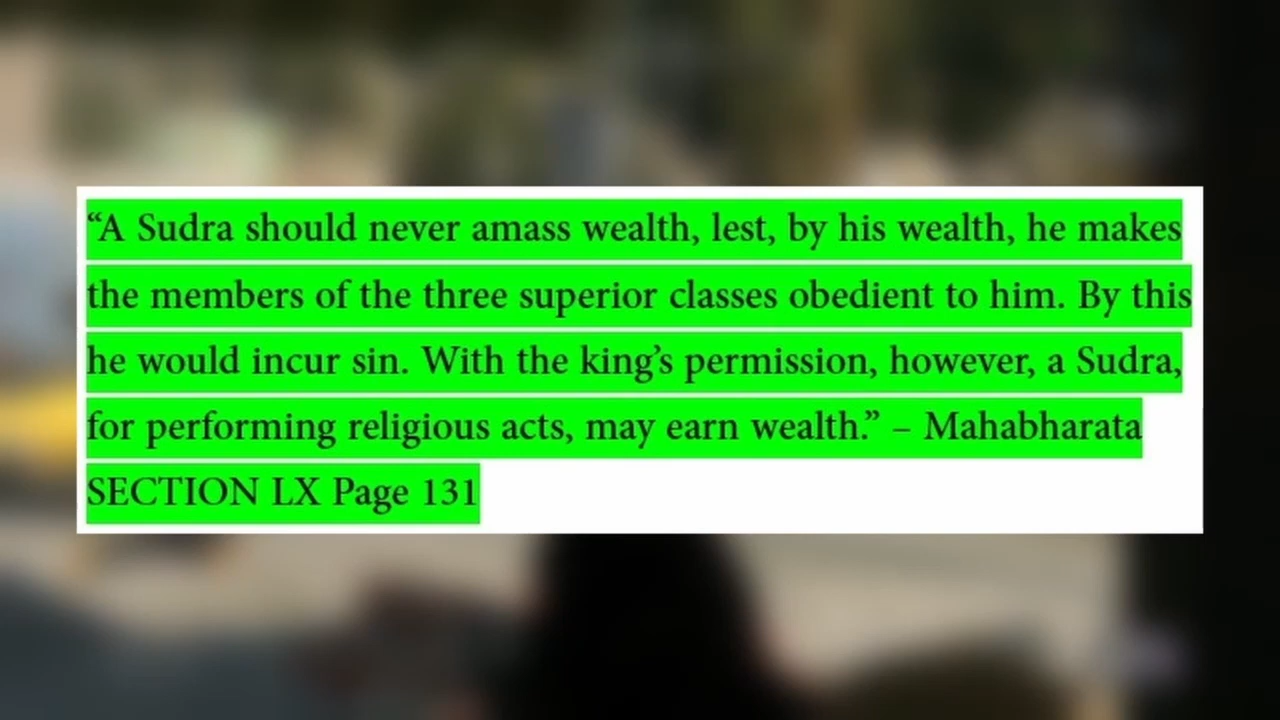 “A Sudra should never amass wealth, lest, by his wealth, he makes
the members of the three superior classes obedient to him. By this
he would incur sin. With the king’s permission, however, a Sudra,
for performing religious acts, may earn wealth.” – Mahabharata
SECTION LX Page 131